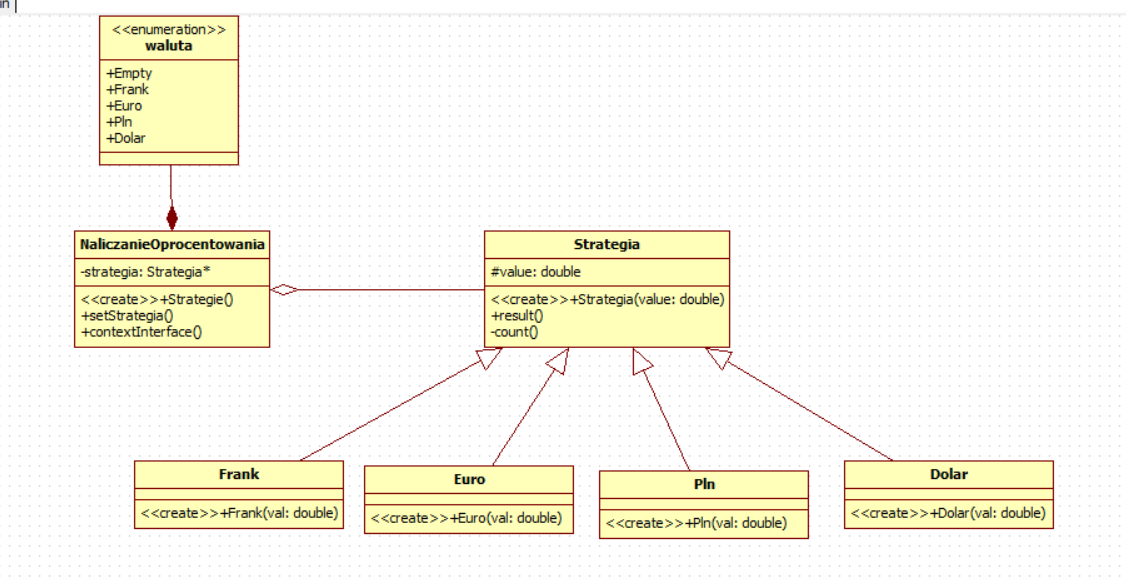 in
<<enumeration>>
waluta
+Empty
+Frank
+Euro
+Pln
+Dolar
NaliczanieOprocentowania
-strategia: Strategia*
<<create>>+Strategie()
+setStrategia()
+contextInterface()
Strategia
#value: double
<<create>>+Strategia(value: double)
+result()
-count()
Frank
<<create>>+Frank(val: double)
Euro
<<create>>+Euro(val: double)
Pln
<<create>>+Pln(val: double)
Dolar
<<create>>+Dolar(val: double)